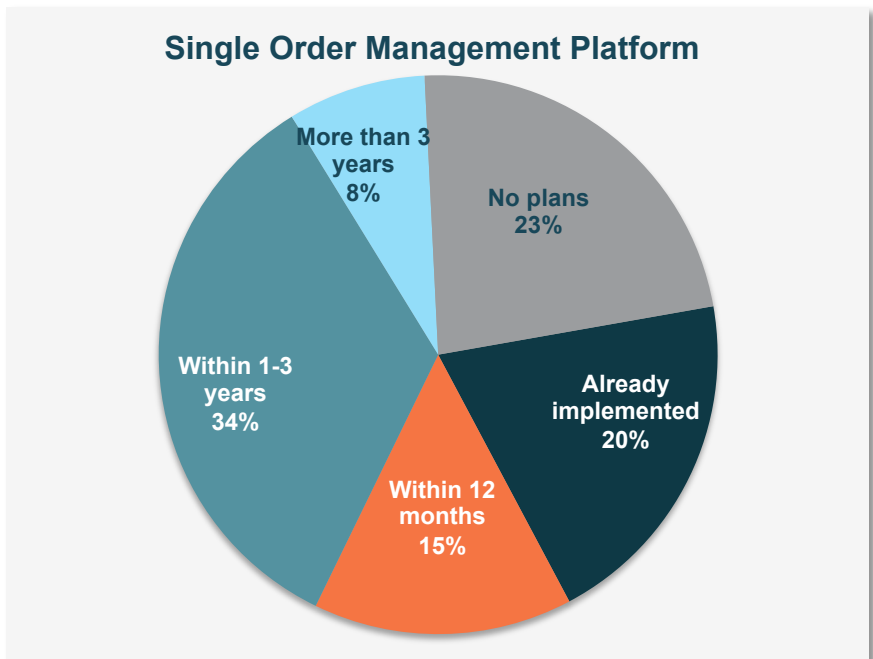 Single Order Management Platform
More than 3
years
8%
No plans
23%
Within 1-3
years
34%
Already
implemented
20%
Within 12
months
15%